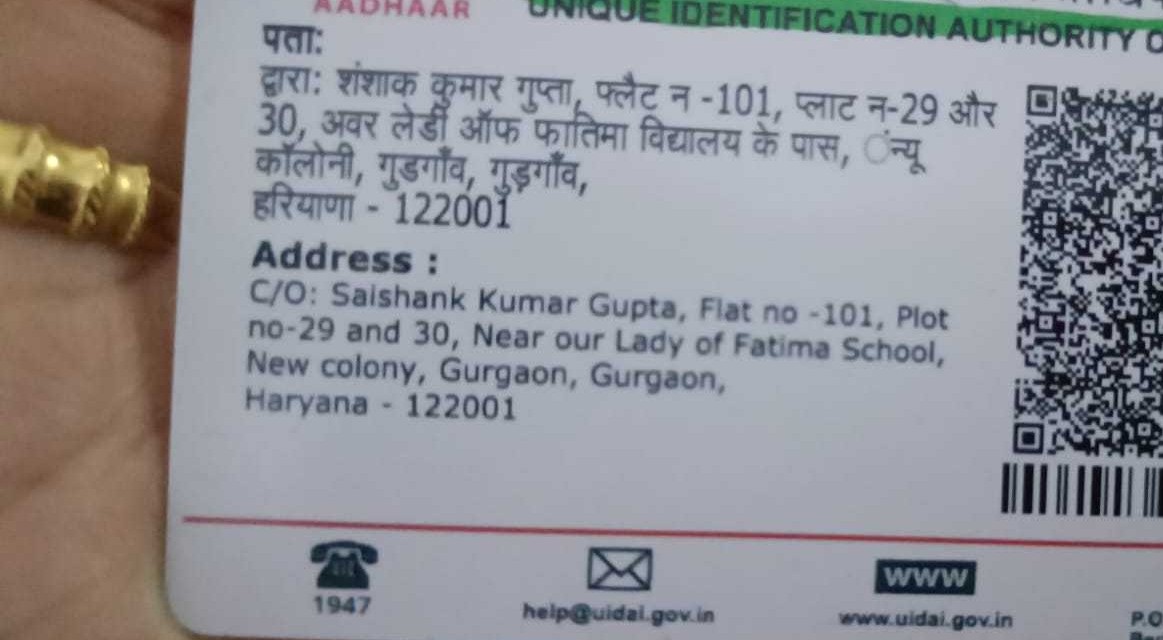 AADHAAR
UNIQUE IDENTIFICATION AUTHORITY O
पता:
द्वारा: शंशाक कुमार गुप्ता, फ्लैट न -101, प्लाट न-29 और
30, अवर लेडी ऑफ फातिमा विद्यालय के पास, ंन्यू
कॉलोनी, गुडगाँव, गुड़गाँव,
हरियाणा - 122001
Address :
C/O: Saishank Kumar Gupta, Flat no -101, Plot
no-29 and 30, Near our Lady of Fatima School,
New colony, Gurgaon, Gurgaon,
Haryana - 122001
1947
help@uidai.gov.in
WWW
www.uidai.gov.in
P.O